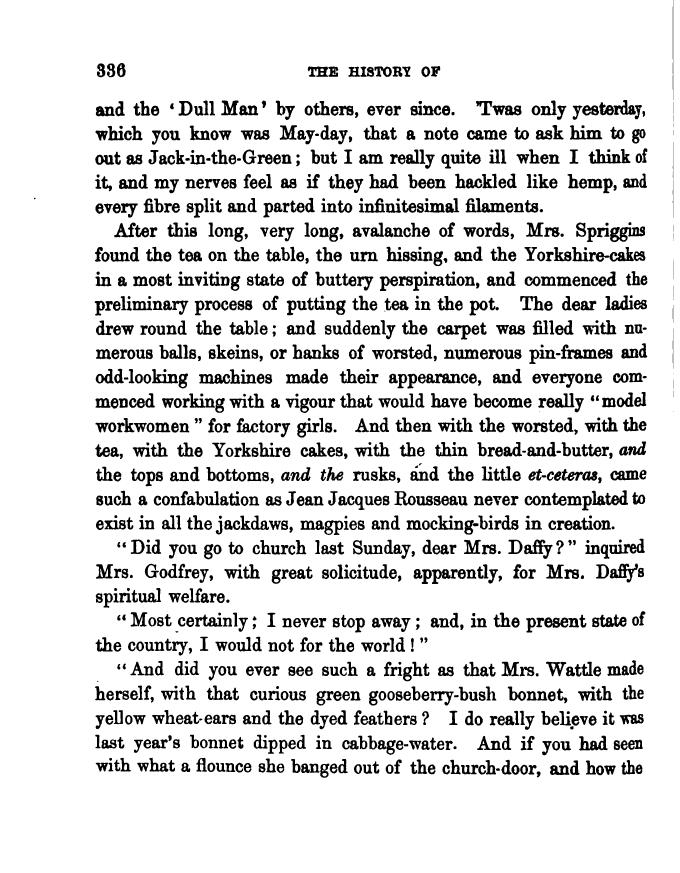 336 THE HISTORY OF
and the ‘Dull Man’ by others, ever since. ’Twas only yesterday,
which you know was May-day, that a note came to ask him to go
out as Jack-in-the-Green; but I am really quite ill when I think of
it, and my nerves feel as if they had been hackled like hemp, and
every fibre split and parted into infinitesimal filaments.
After this long, very long, avalanche of words, Mrs. Spriggins
found the tea on the table, the urn hissing, and the Yorkshire-cakes
in a most inviting state of buttery perspiration, and commenced the
preliminary process of putting the tea in the pot. The dear ladies
drew round the table; and suddenly the carpet was filled with nu-
merous balls, skeins, or hanks of worsted, numerous pin-frames and
odd-looking machines made their appearance, and everyone com-
menced working with a vigour that would have become really “model
workwomen” for factory girls. And then with the worsted, with the
tea, with the Yorkshire cakes, with the thin bread-and-butter, and
the tops and bottoms, and the rusks, and the little et-ceteras, came
such a confabulation as Jean Jacques Rousseau never contemplated to
exist in all the jackdaws, magpies and mocking-birds in creation.
“Did you go to church last Sunday, dear Mrs. Daffy?” inquired
Mrs. Godfrey, with great solicitude, apparently, for Mrs. Daffy’s
spiritual welfare.
“Most certainly; I never stop away; and, in the present state of
the country, I would not for the world!”
“And did you ever see such a fright as that Mrs. Wattle made
herself, with that curious green gooseberry-bush bonnet, with the
yellow wheat-ears and the dyed feathers? I do really believe it was
last year’s bonnet dipped in cabbage-water. And if you had seen
with what a flounce she banged out of the church-door, and how the